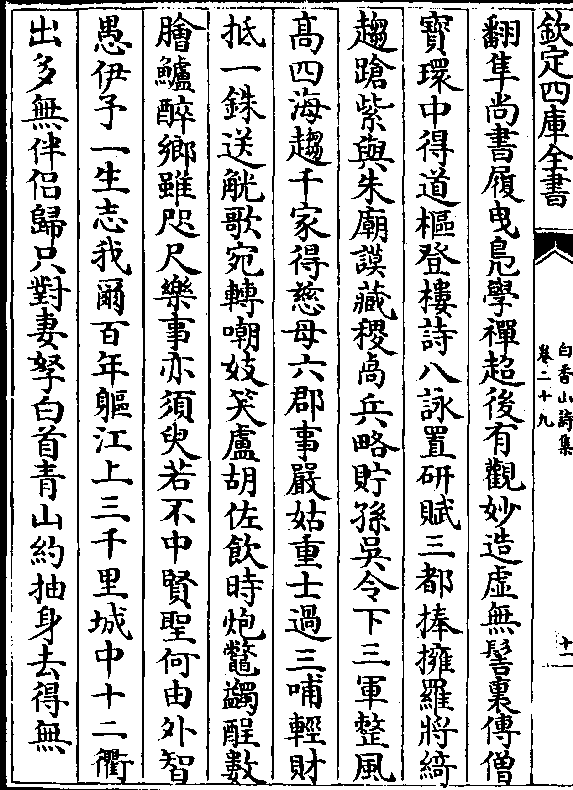 欽定四庫全書
白香山詩集
卷二十九
十一
翻隼尚書履曳鳧學禪超後有觀妙造虛無髻裏傳僧
寶環中得道樞登樓詩八詠置研賦三都捧擁羅將綺
趨蹌紫與朱廟謨藏稷卨兵略貯孫吳令下三軍整風
髙四海趨千家得慈母六郡事嚴姑重士過三哺輕財
抵一銖送觥歌宛轉嘲妓笑盧胡佐飲時炮鼈蠲酲數
膾鱸醉鄉雖咫尺樂事亦須臾若不中賢聖何由外智
愚伊予一生志我爾百年軀江上三千里城中十二衢
出多無伴侶歸只對妻孥白首青山約抽身去得無